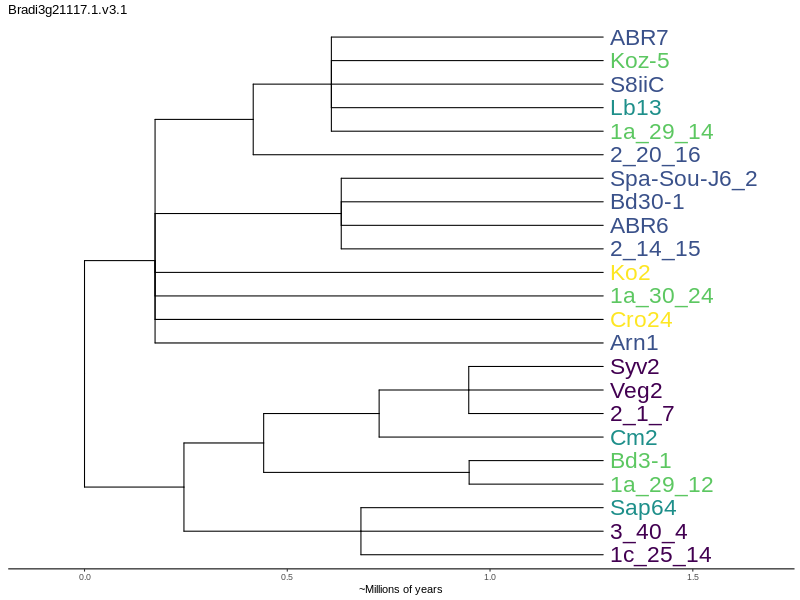 Bradi3g21117.1.v3.1
ABR7
Koz-5
S8iiC
Lb13
1a_29_14
2_20_16
Spa-Sou-J6_2
Bd30-1
ABR6
2_14_15
Ko2
1a_30_24
Cro24
Arn1
Syv2
Veg2
2_1_7
Cm2
Bd3-1
1a_29_12
Sap64
3_40_4
1c_25_14
0.0 0.5 1.0 1.5
~Millions of years